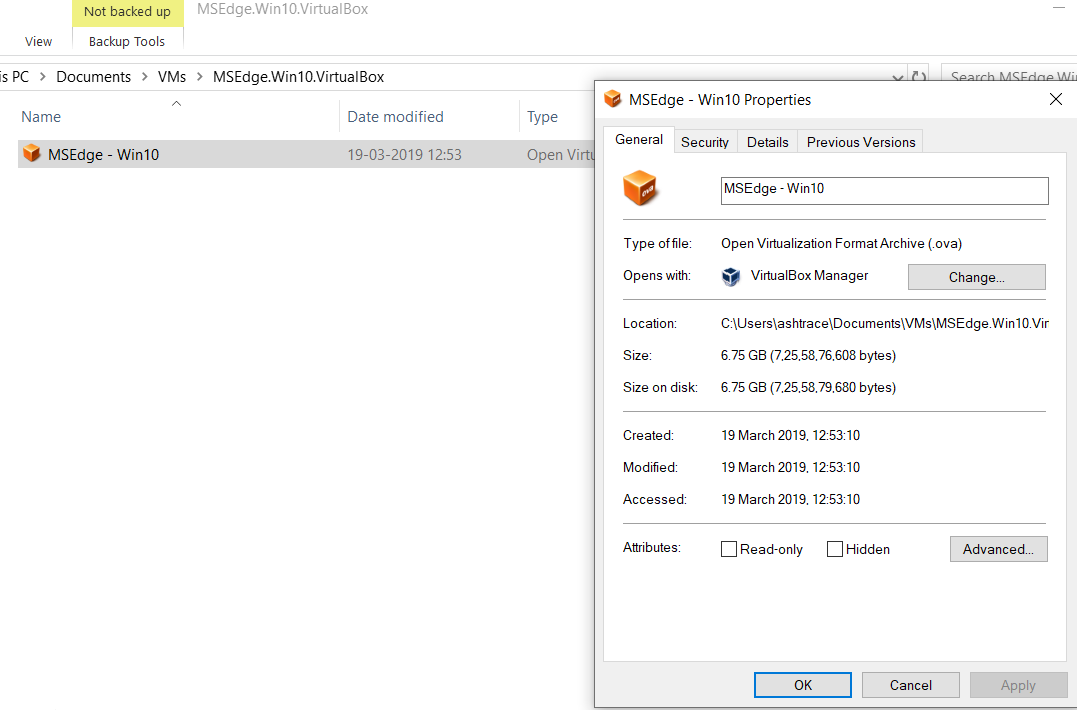 Not backed up
MSEdge.Win10.VirtualBox
View
Backup Tools
is PC > Documents > VMs > MSEdge.Win10.VirtualBox
Search MSEdge.Win
Name
Date modified
Type
MSEdge - Win10
19-03-2019 12:53
Open Virtu
MSEdge - Win10 Properties
General
Security
Details
Previous Versions
ova
MSEdge - Win10
Type of file: Open Virtualization Format Archive (.ova)
Opens with: VirtualBox Manager
Change...
Location: C:\Users\ashtrace\Documents\VMs\MSEdge.Win10.Vir
Size: 6.75 GB (7,25,58,76,608 bytes)
Size on disk: 6.75 GB (7,25,58,79,680 bytes)
Created: 19 March 2019, 12:53:10
Modified: 19 March 2019, 12:53:10
Accessed: 19 March 2019, 12:53:10
Attributes: Read-only Hidden
Advanced...
OK
Cancel
Apply